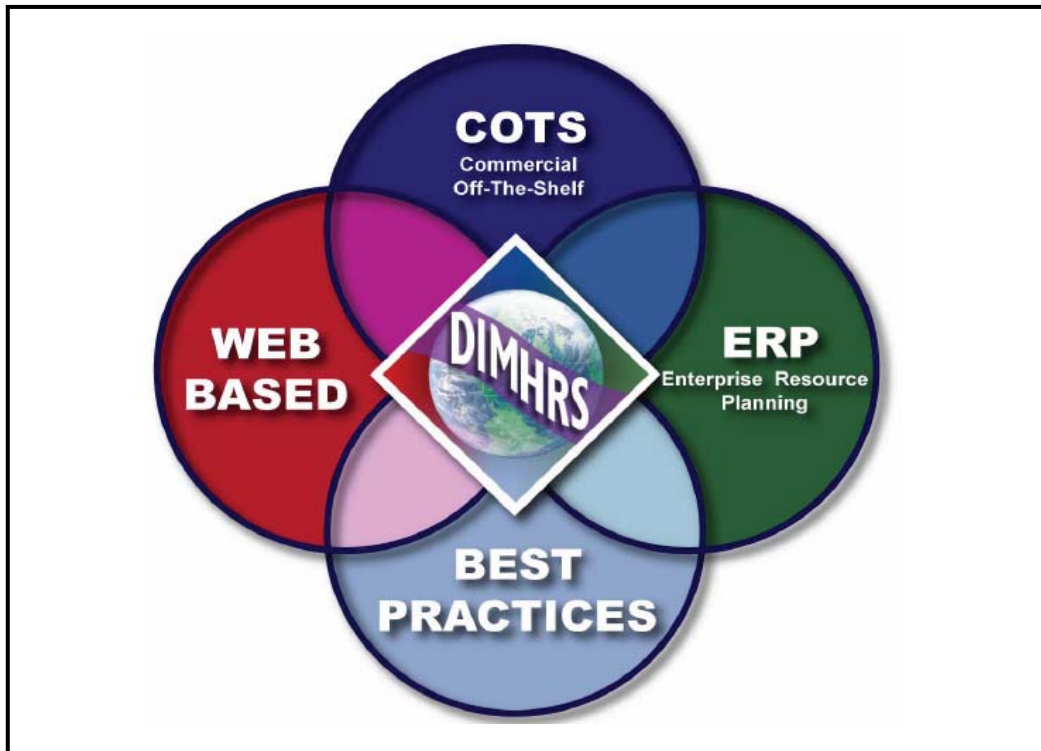 COTS
Commercial
Off-The-Shelf
WEB
BASED
DIMHRS
ERP
Enterprise Resource
Planning
BEST
PRACTICES